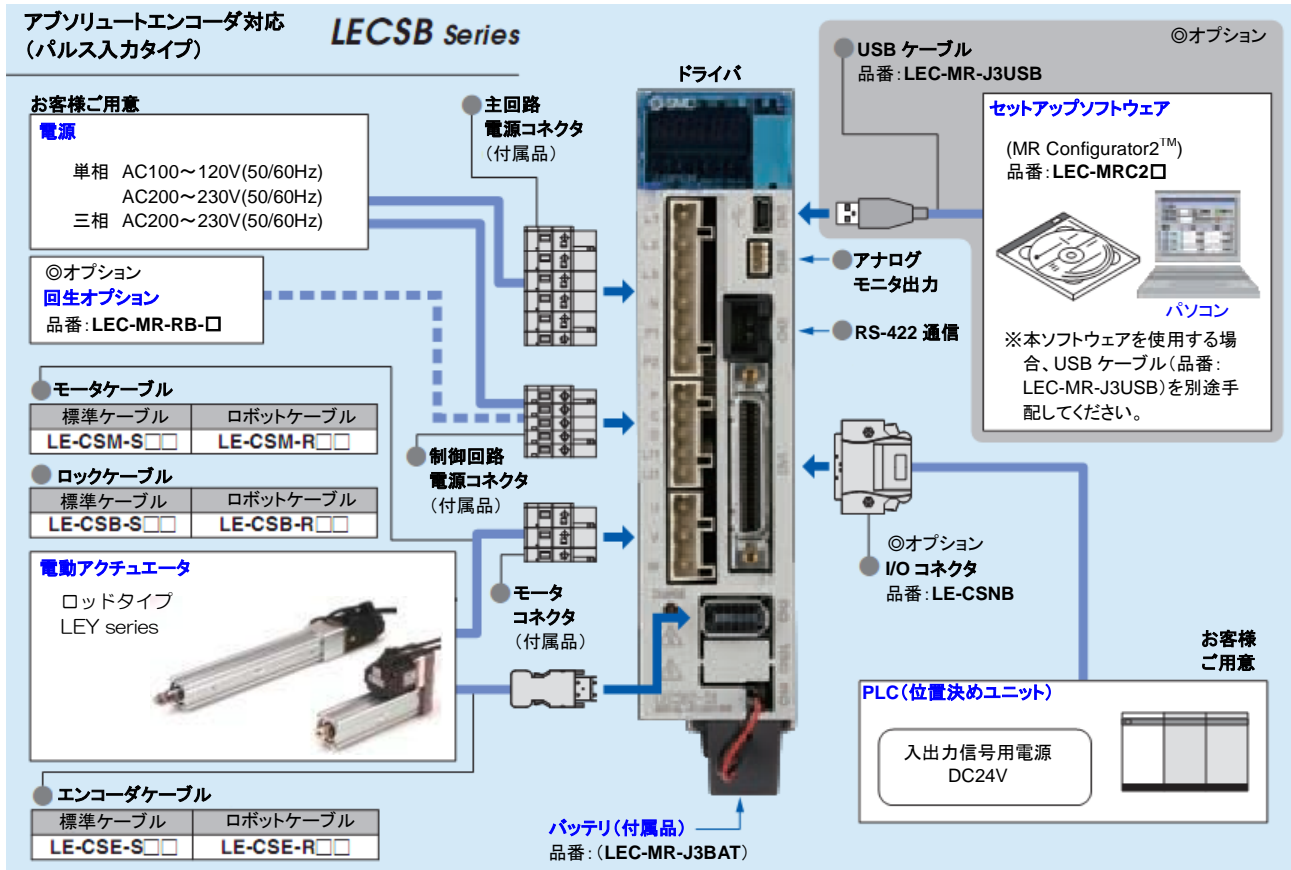 アブソリュートエンコーダ対応
（パルス入力タイプ）
LECSB Series
お客様ご用意
電源
単相 AC100～120V(50/60Hz)
AC200～230V(50/60Hz)
三相 AC200～230V(50/60Hz)
◎オプション
回生オプション
品番：LEC-MR-RB-□
●モータケーブル
標準ケーブル ロボットケーブル
LE-CSM-S□□ LE-CSM-R□□
●ロックケーブル
標準ケーブル ロボットケーブル
LE-CSB-S□□ LE-CSB-R□□
電動アクチュエータ
ロッドタイプ
LEY series
●エンコーダケーブル
標準ケーブル ロボットケーブル
LE-CSE-S□□ LE-CSE-R□□
●主回路
電源コネクタ
（付属品）
●制御回路
電源コネクタ
（付属品）
●モータ
コネクタ
（付属品）
ドライバ
SMC
バッテリ（付属品）
品番：（LEC-MR-J3BAT）
◎オプション
●USB ケーブル
品番：LEC-MR-J3USB
セットアップソフトウェア
(MR Configurator2TM)
品番：LEC-MRC2□
パソコン
※本ソフトウェアを使用する場
合、USB ケーブル（品番：
LEC-MR-J3USB）を別途手
配してください。
●アナログ
モニタ出力
●RS-422 通信
◎オプション
●I/O コネクタ
品番：LE-CSNB
お客様
ご用意
PLC（位置決めユニット）
入出力信号用電源
DC24V